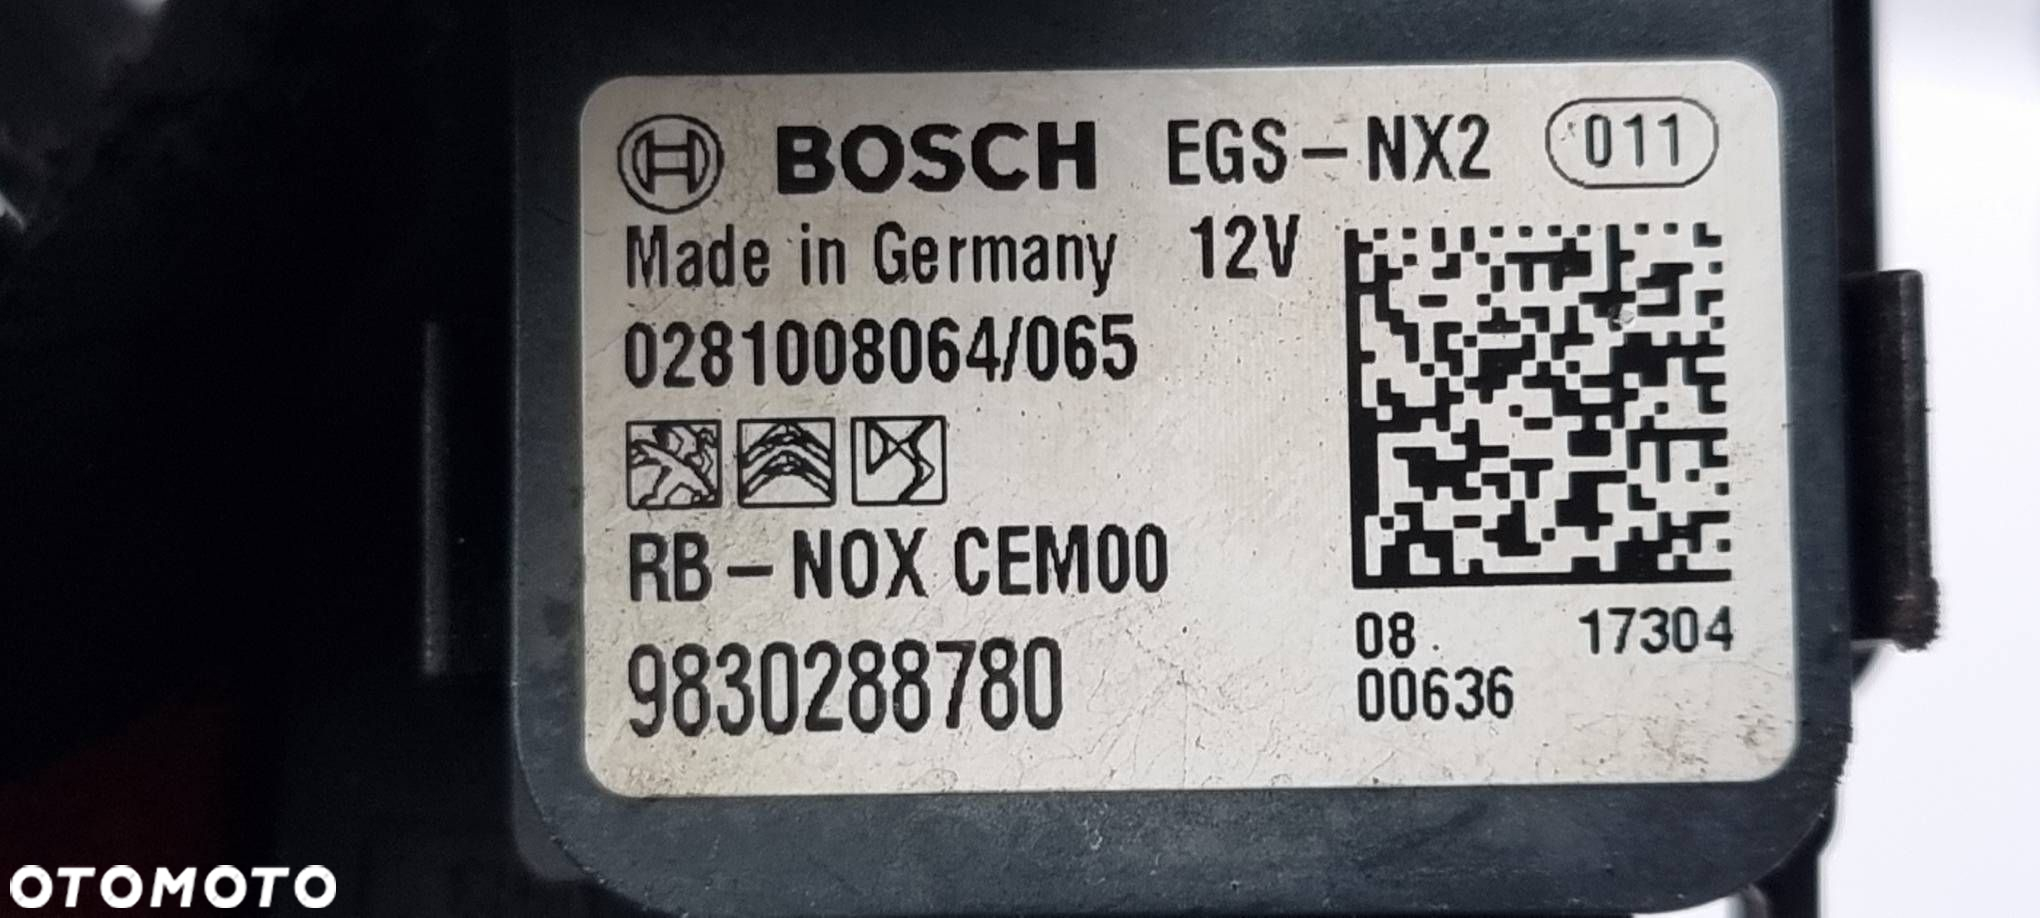 BOSCH EGS-NX2 011
Made in Germany 12V
0281008064/065
RB-NOX CEM00
9830288780
08. 17304
00636
OTOMOTO